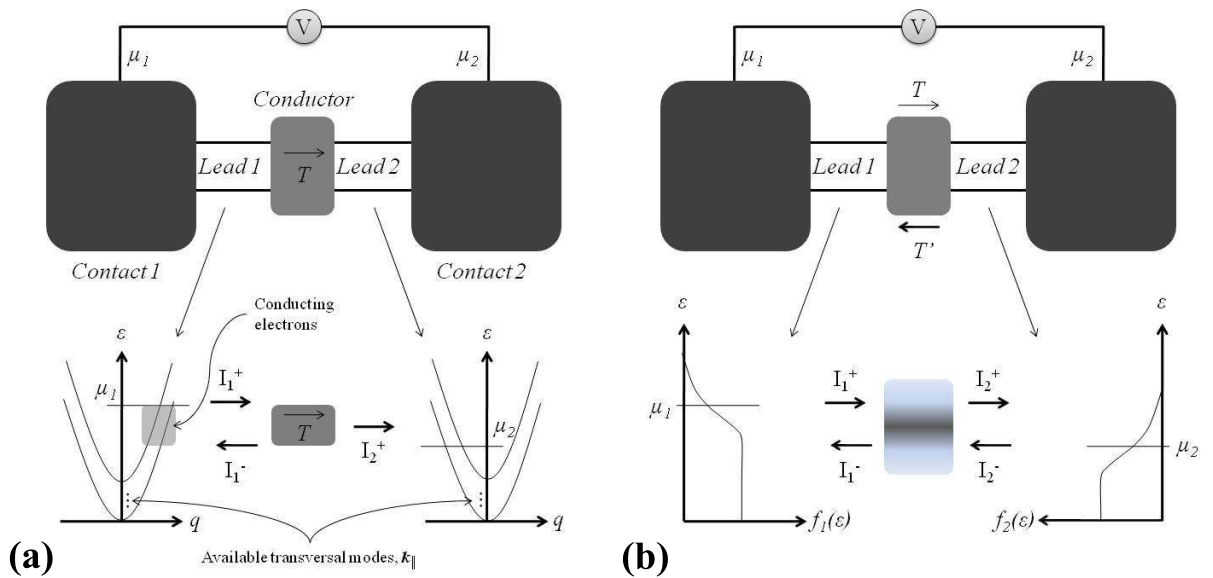 V
μ1
μ2
Conductor
Lead 1
T
Lead 2
Contact 1
Contact 2
Conducting
electrons
ε
ε
μ1
I1+
T
I1-
I2+
μ2
q
q
Available transversal modes, k∥
(a)
V
μ1
μ2
T
Lead 1
Lead 2
T'
ε
ε
μ1
I1+
I2+
I1-
I2-
μ2
f1(ε)
f2(ε)
(b)